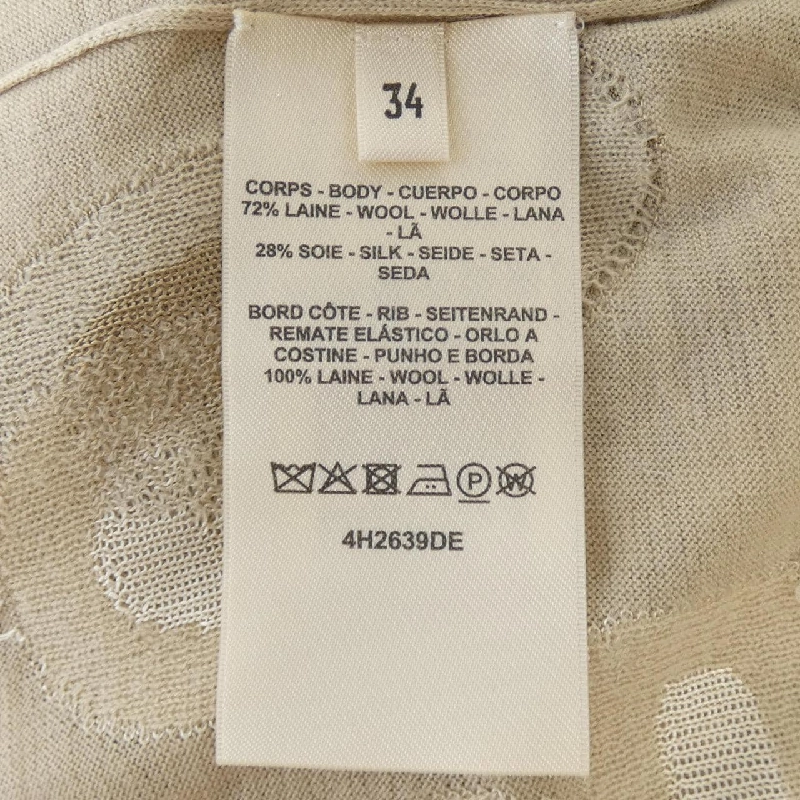 34
CORPS - BODY - CUERPO - CORPO
72% LAINE - WOOL - WOLLE - LANA
- LÃ
28% SOIE - SILK - SEIDE - SETA -
SEDA
BORD CÔTE - RIB - SEITENRAND -
REMATE ELÁSTICO - ORLO A
COSTINE - PUNHO E BORDA
100% LAINE - WOOL - WOLLE -
LANA - LÃ
P W
4H2639DE